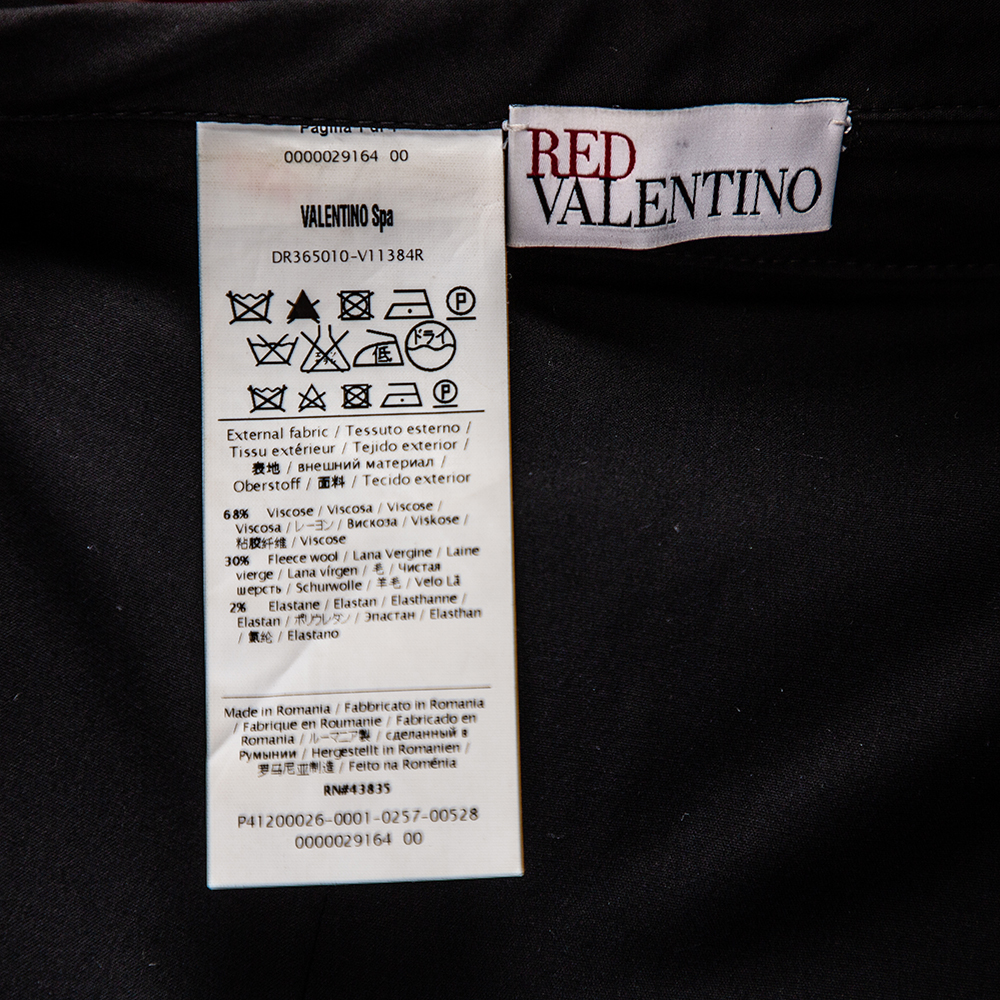 0000029164 00
VALENTINO Spa
DR365010-V11384R
P
低
ドライ
P
External fabric / Tessuto esterno /
Tissu extérieur / Tejido exterior /
表地 / внешний материал /
Oberstoff / 面料 / Tecido exterior
68% Viscose / Viscosa / Viscose /
Viscosa / レーヨン / Вискоза / Viskose /
粘胶纤维 / Viscose
30% Fleece wool / Lana Vergine / Laine
vierge / Lana vírgen / 毛 / Чистая
шерсть / Schurwolle / 羊毛 / Velo Lã
2% Elastane / Elastan / Elasthanne /
Elastan / ポリウレタン / Эластан / Elasthan
/ 氨纶 / Elastano
Made in Romania / Fabbricato in Romania
/ Fabrique en Roumanie / Fabricado en
Romania / ルーマニア製 / сделанный в
Румынии / Hergestellt in Romanien /
罗马尼亚制造 / Feito na Roménia
RN#43835
P41200026-0001-0257-00528
0000029164 00
RED
VALENTINO